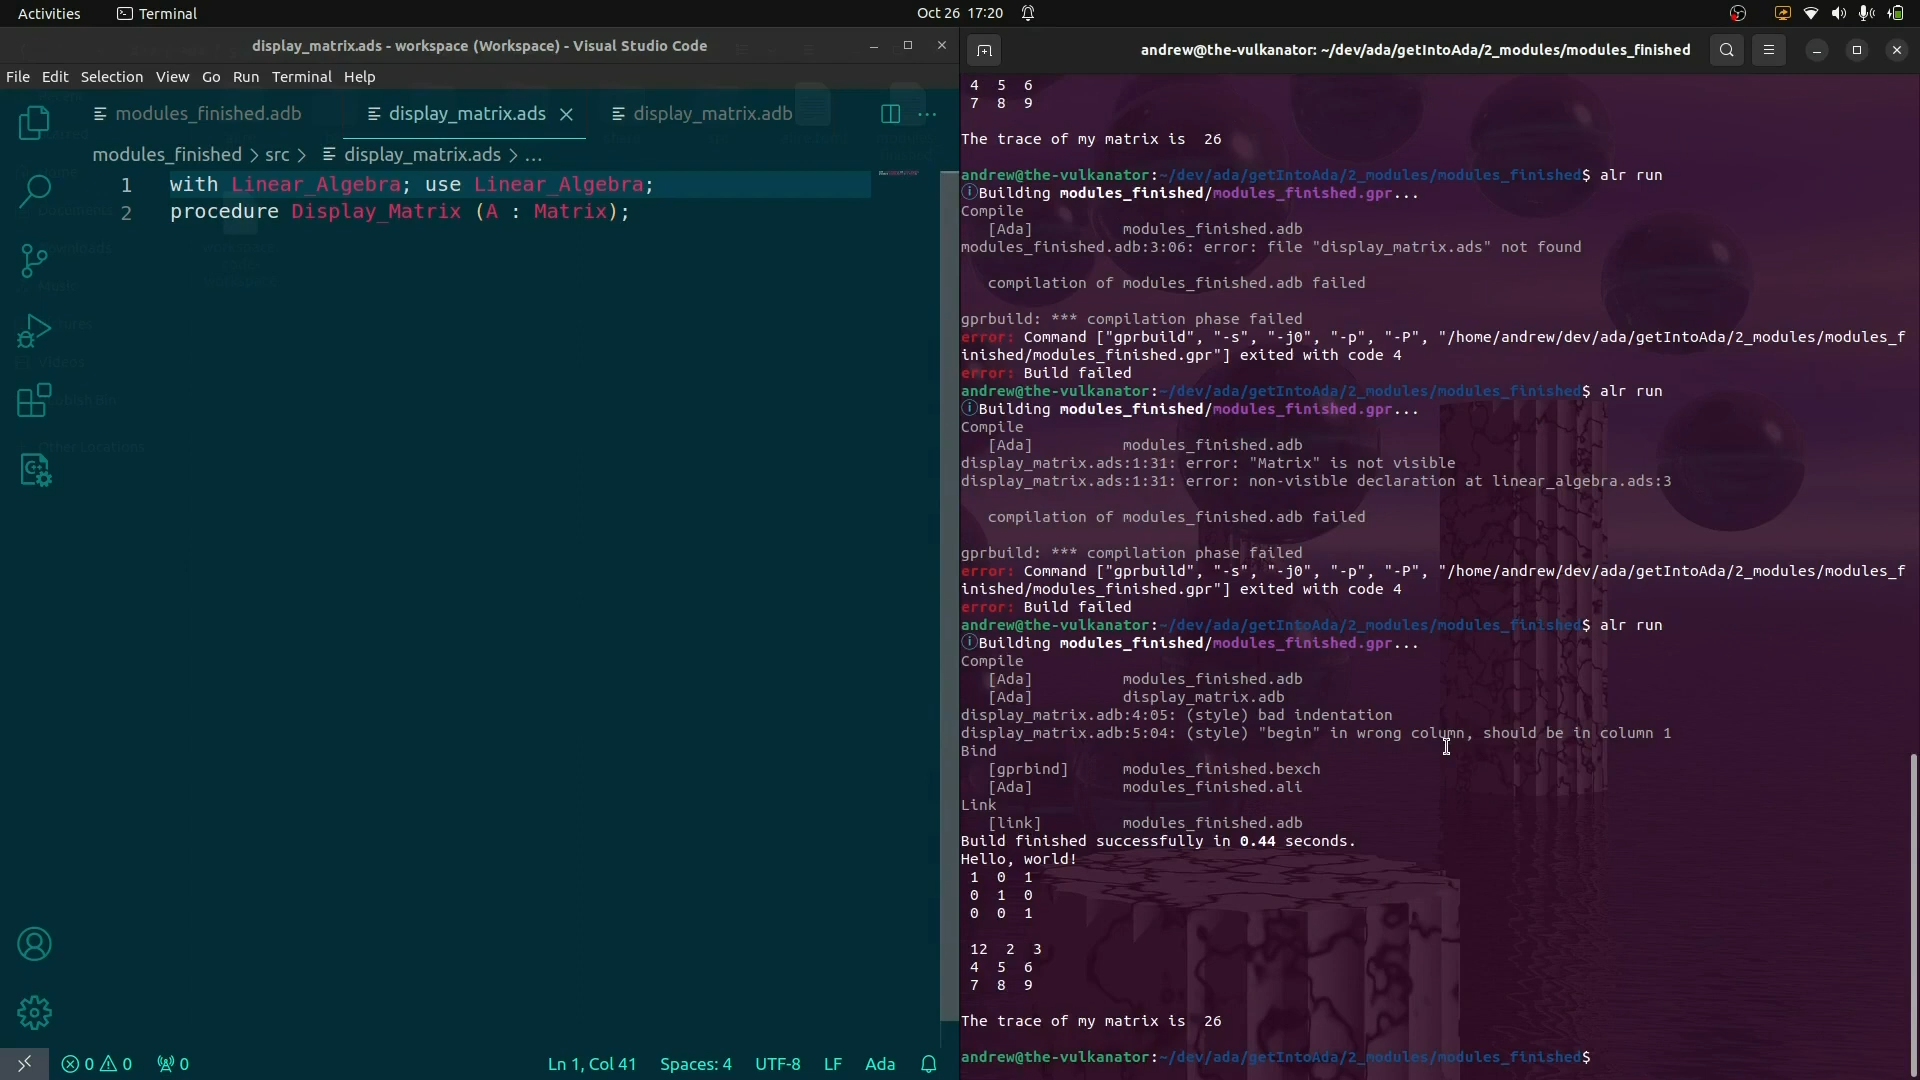 Activities
Terminal
Oct 26 17:20
display_matrix.ads - workspace (Workspace) - Visual Studio Code
File Edit Selection View Go Run Terminal Help
modules_finished.adb
display_matrix.ads
display_matrix.adb
modules_finished > src > display_matrix.ads > ...
1 with Linear_Algebra; use Linear_Algebra;
2 procedure Display_Matrix (A : Matrix);
Other Locations
0 0 0
Ln 1, Col 41 Spaces: 4 UTF-8 LF Ada
andrew@the-vulkanator: ~/dev/ada/getIntoAda/2_modules/modules_finished
4 5 6
7 8 9
The trace of my matrix is 26
andrew@the-vulkanator:~/dev/ada/getIntoAda/2_modules/modules_finished$ alr run
Building modules_finished/modules_finished.gpr...
Compile
[Ada] modules_finished.adb
modules_finished.adb:3:06: error: file "display_matrix.ads" not found
compilation of modules_finished.adb failed
gprbuild: *** compilation phase failed
error: Command ["gprbuild", "-s", "-j0", "-p", "-P", "/home/andrew/dev/ada/getIntoAda/2_modules/modules_f
inished/modules_finished.gpr"] exited with code 4
error: Build failed
andrew@the-vulkanator:~/dev/ada/getIntoAda/2_modules/modules_finished$ alr run
Building modules_finished/modules_finished.gpr...
Compile
[Ada] modules_finished.adb
display_matrix.ads:1:31: error: "Matrix" is not visible
display_matrix.ads:1:31: error: non-visible declaration at linear_algebra.ads:3
compilation of modules_finished.adb failed
gprbuild: *** compilation phase failed
error: Command ["gprbuild", "-s", "-j0", "-p", "-P", "/home/andrew/dev/ada/getIntoAda/2_modules/modules_f
inished/modules_finished.gpr"] exited with code 4
error: Build failed
andrew@the-vulkanator:~/dev/ada/getIntoAda/2_modules/modules_finished$ alr run
Building modules_finished/modules_finished.gpr...
Compile
[Ada] modules_finished.adb
[Ada] display_matrix.adb
display_matrix.adb:4:05: (style) bad indentation
display_matrix.adb:5:04: (style) "begin" in wrong column, should be in column 1
Bind
[gprbind] modules_finished.bexch
[Ada] modules_finished.ali
Link
[link] modules_finished.adb
Build finished successfully in 0.44 seconds.
Hello, world!
1 0 1
0 1 0
0 0 1
12 2 3
4 5 6
7 8 9
The trace of my matrix is 26
andrew@the-vulkanator:~/dev/ada/getIntoAda/2_modules/modules_finished$